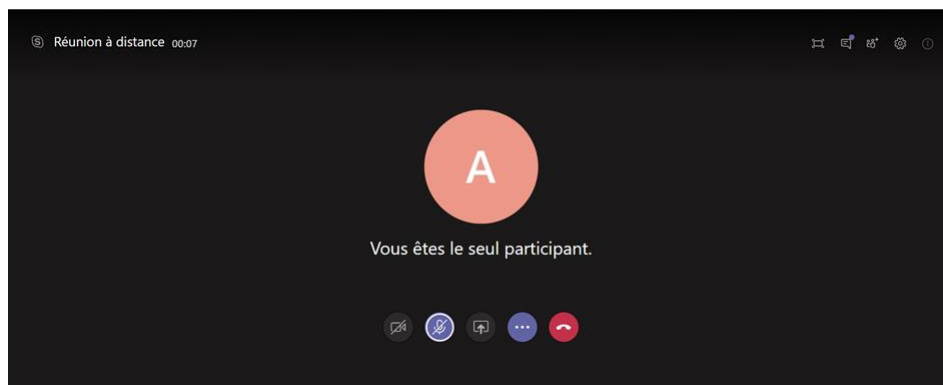 Réunion à distance 00:07
A
Vous êtes le seul participant.